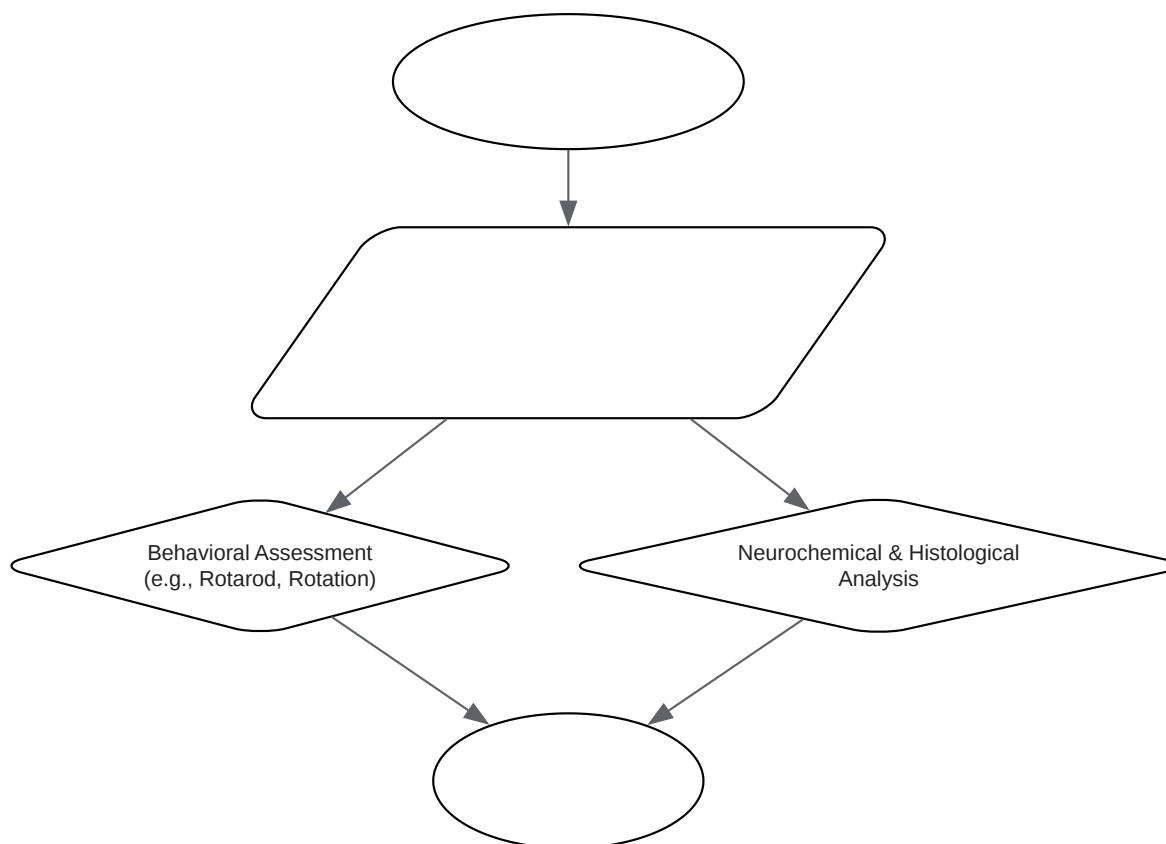 Behavioral Assessment
(e.g., Rotarod, Rotation)
Neurochemical & Histological
Analysis